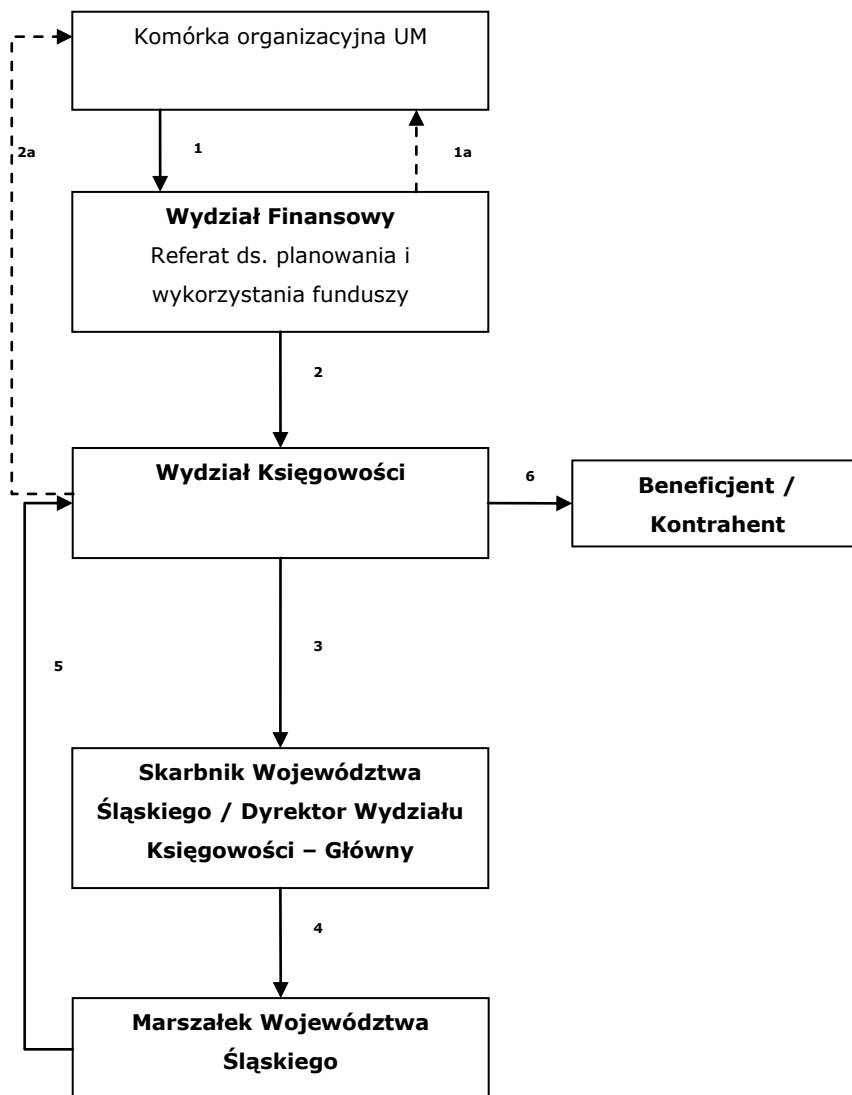 Komórka organizacyjna UM
2a
1
1a
Wydział Finansowy
Referat ds. planowania i
wykorzystania funduszy
2
Wydział Księgowości
6
Beneficjent /
Kontrahent
5
3
Skarbnik Województwa
Śląskiego / Dyrektor Wydziału
Księgowości – Główny
4
Marszałek Województwa
Śląskiego